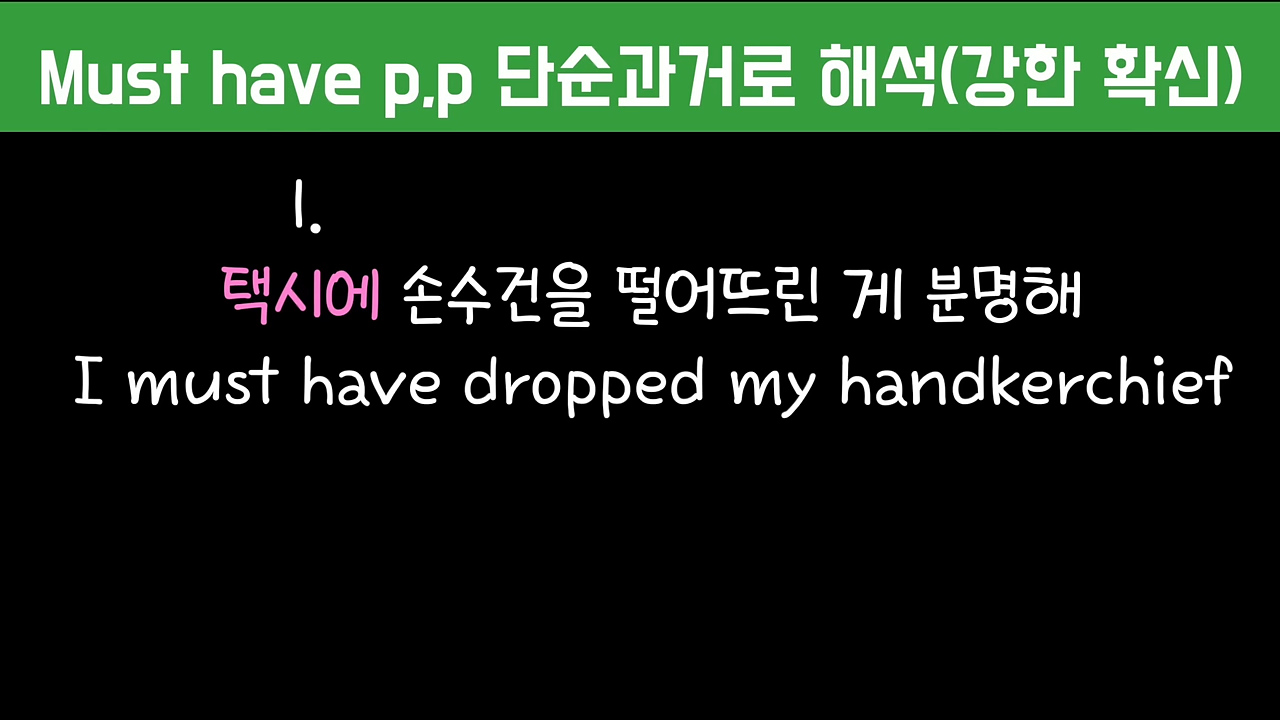 Must have p,p 단순과거로 해석(강한 확신)
1.
택시에 손수건을 떨어뜨린 게 분명해
I must have dropped my handkerchief